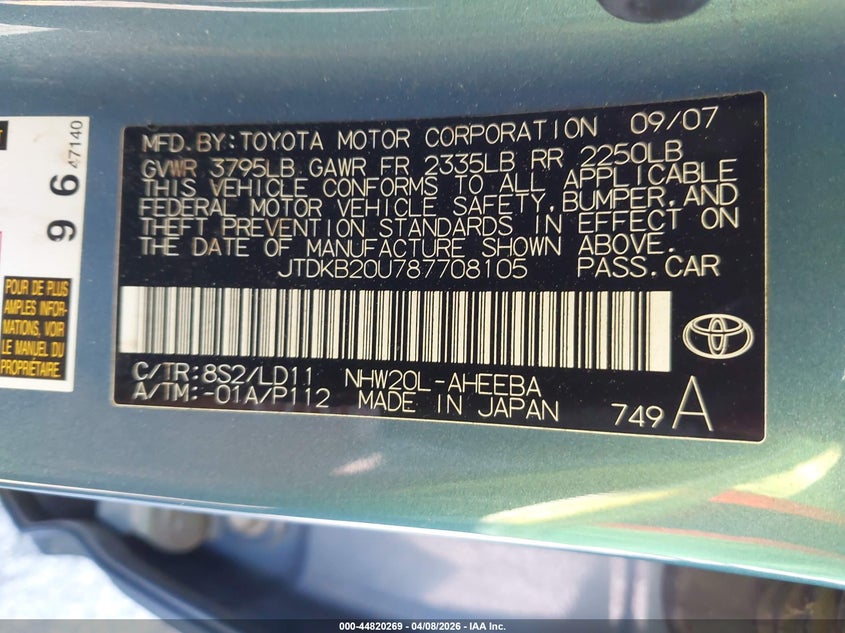 MFD. BY: TOYOTA MOTOR CORPORATION 09/07
GVWR 3795LB GAWR FR 2335LB RR 2250LB
THIS VEHICLE CONFORMS TO ALL APPLICABLE
FEDERAL MOTOR VEHICLE SAFETY, BUMPER, AND
THEFT PREVENTION STANDARDS IN EFFECT ON
THE DATE OF MANUFACTURE SHOWN ABOVE.
JTDKB20U787708105 PASS. CAR
C/TR: 8S2/LD11 NHW20L-AHEEBA
A/TM: -01A/P112 MADE IN JAPAN 749 A
96 47140
POUR DE PLUS
AMPLES INFOR-
MATIONS, VOIR
LE MANUEL DU
PROPRIÉTAIRE.
000-44820269 - 04/08/2026 - IAA Inc.